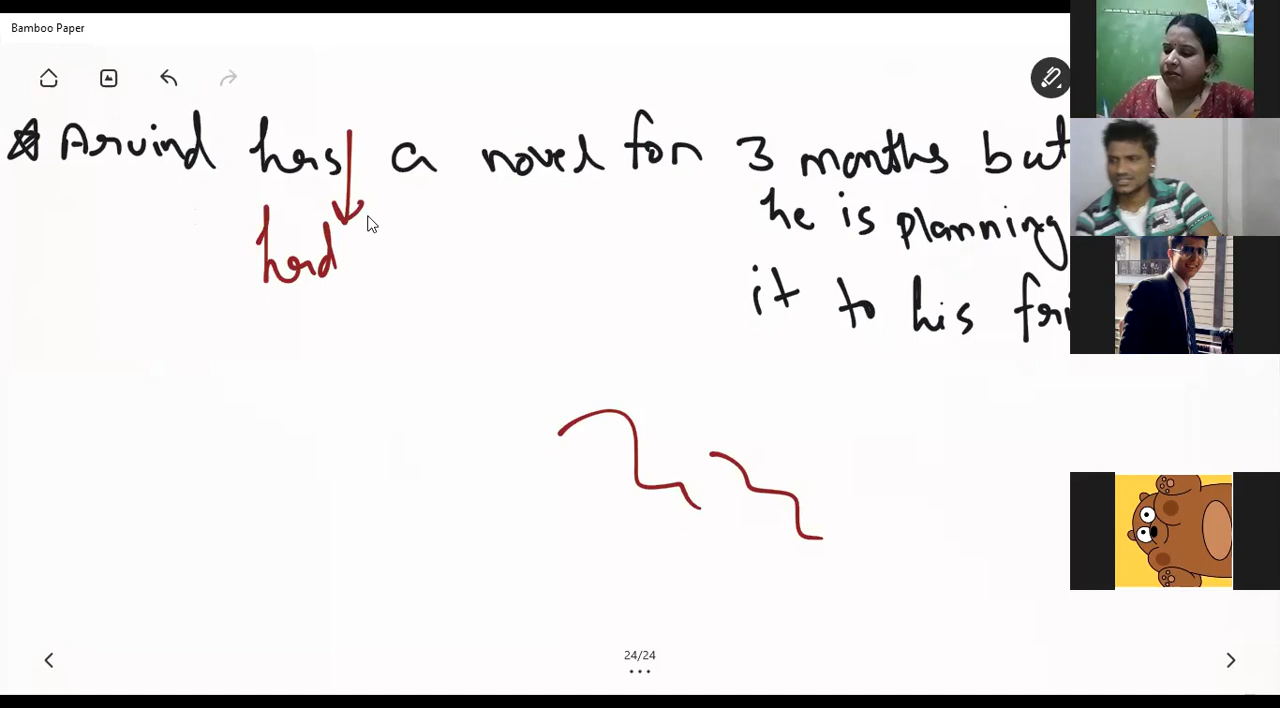 Bamboo Paper
Arvind has a novel for 3 months but
had
he is planning
it to his fri
24/24